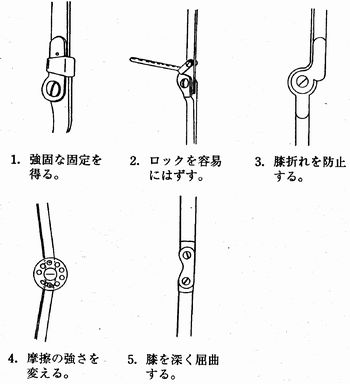 1. 強固な固定を
得る。
2. ロックを容易
にはずす。
3. 膝折れを防止
する。
4. 摩擦の強さを
変える。
5. 膝を深く屈曲
する。